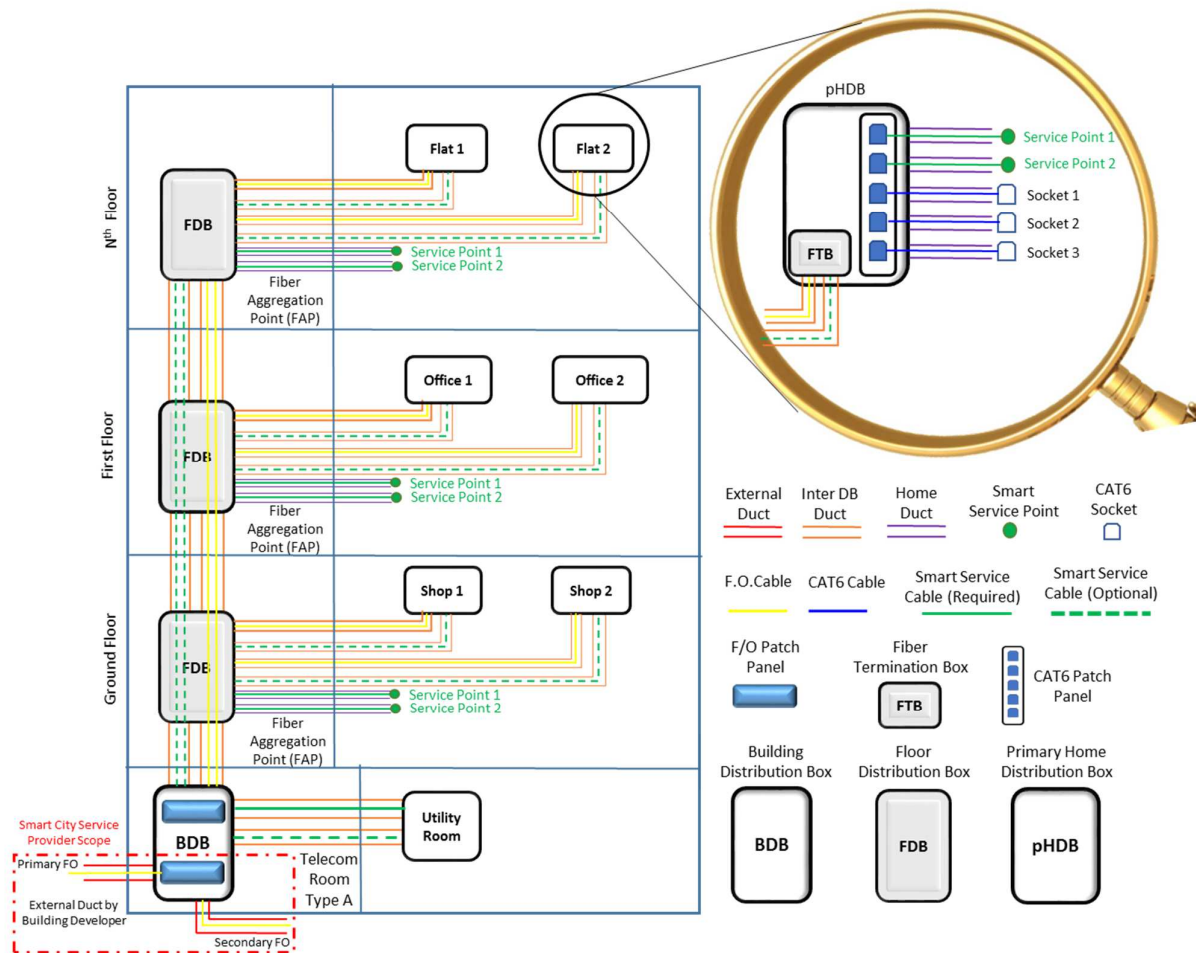 pHDB
Service Point 1
Service Point 2
Socket 1
Socket 2
Socket 3
FTB
Nth Floor
FDB
Flat 1
Flat 2
Service Point 1
Service Point 2
Fiber
Aggregation
Point (FAP)
First Floor
FDB
Office 1
Office 2
Service Point 1
Service Point 2
Fiber
Aggregation
Point (FAP)
Ground Floor
FDB
Shop 1
Shop 2
Service Point 1
Service Point 2
Fiber
Aggregation
Point (FAP)
BDB
Utility
Room
Telecom
Room
Type A
Smart City Service
Provider Scope
Primary FO
External Duct by
Building Developer
Secondary FO
External
Duct
Inter DB
Duct
Home
Duct
Smart
Service Point
CAT6
Socket
F.O.Cable
CAT6 Cable
Smart Service
Cable (Required)
Smart Service
Cable (Optional)
F/O Patch
Panel
Fiber
Termination Box
FTB
CAT6 Patch
Panel
Building
Distribution Box
BDB
Floor
Distribution Box
FDB
Primary Home
Distribution Box
pHDB